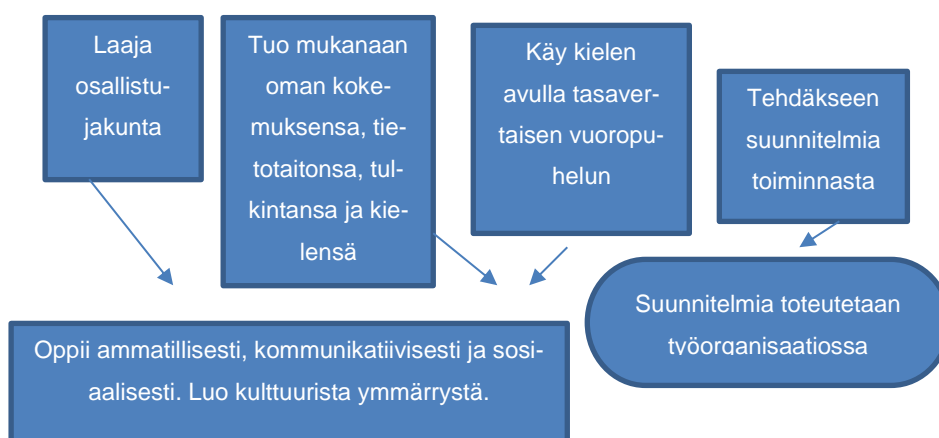 Laaja
osallistu-
jakunta
Tuo mukanaan
oman koke-
muksensa, tie-
totaitonsa, tul-
kintansa ja kie-
lensä
Käy kielen
avulla tasaver-
taisen vuoropu-
helun
Tehdäkseen
suunnitelmia
toiminnasta
Oppii ammatillisesti, kommunikatiivisesti ja sosi-
aalisesti. Luo kulttuurista ymmärrystä.
Suunnitelmia toteutetaan
työorganisaatiossa